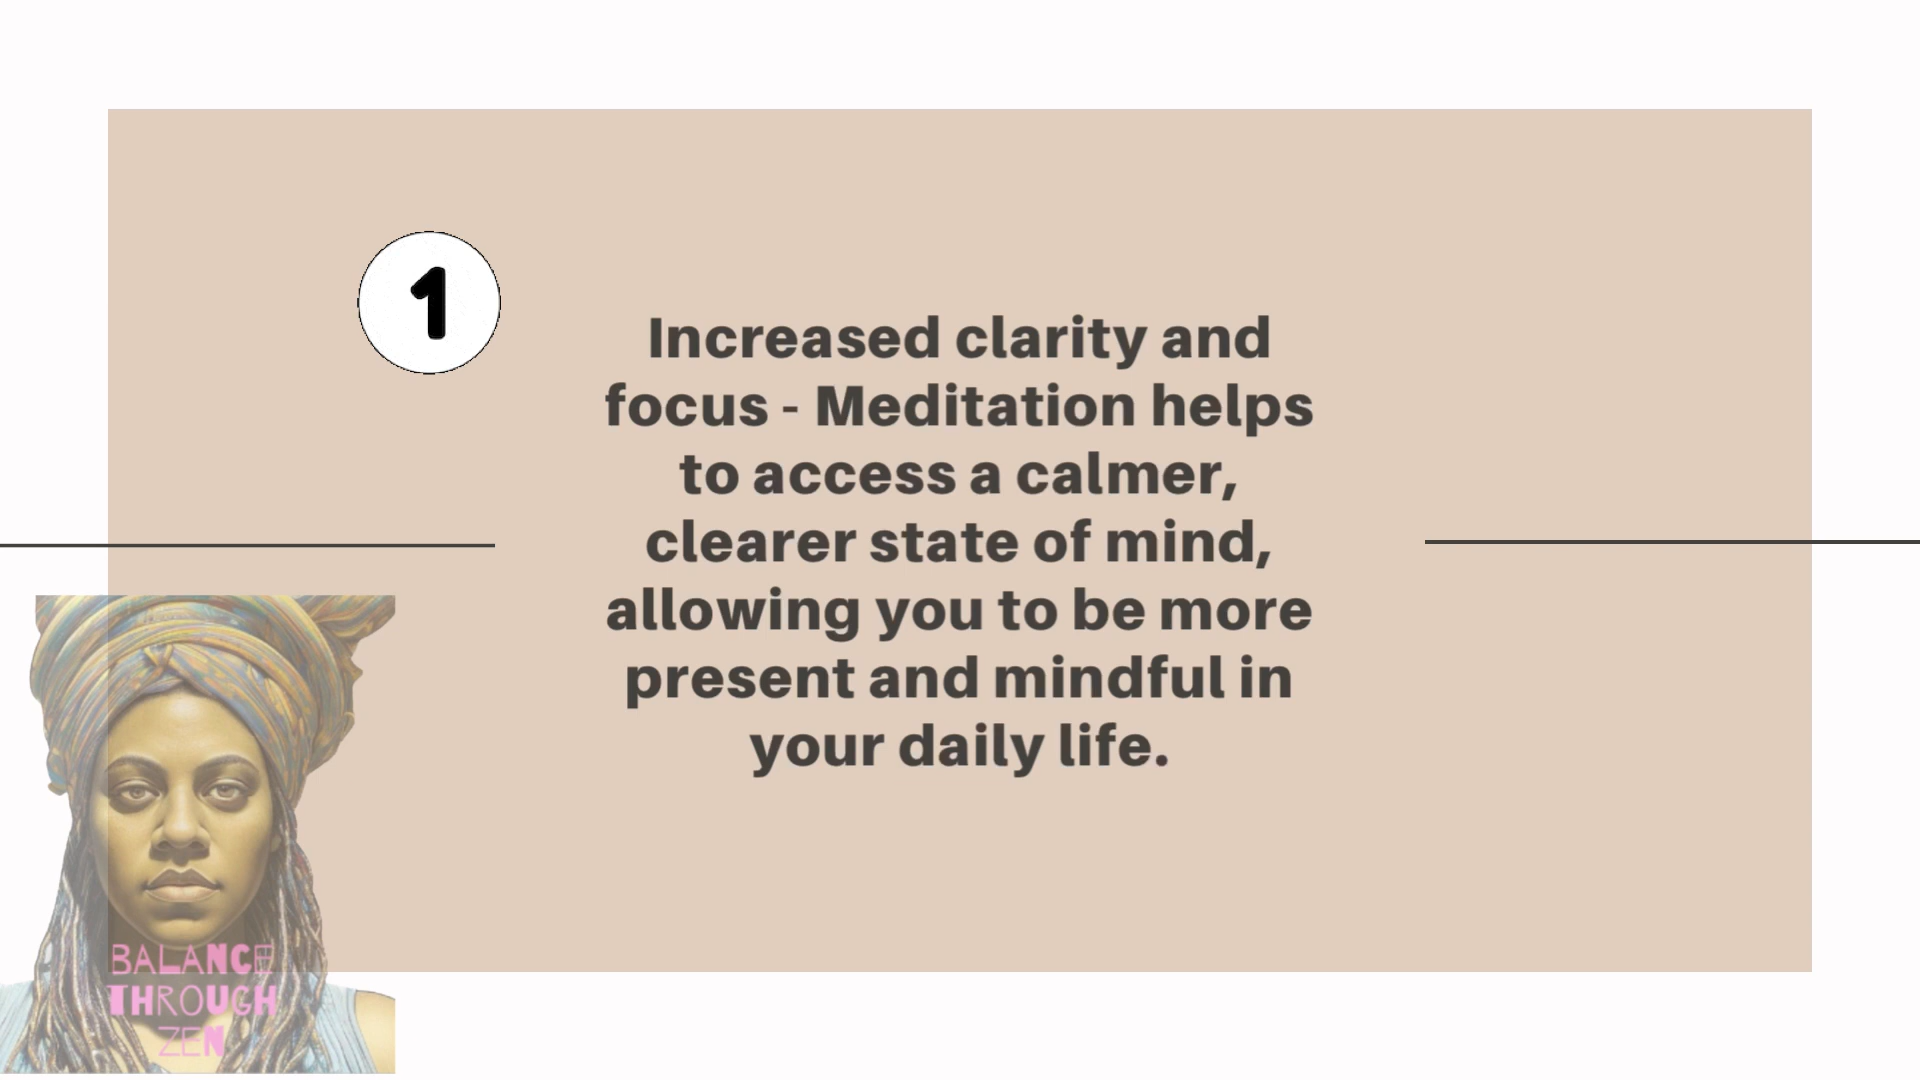 1
Increased clarity and
focus - Meditation helps
to access a calmer,
clearer state of mind,
allowing you to be more
present and mindful in
your daily life.
BALANCE
THROUGH
ZEN